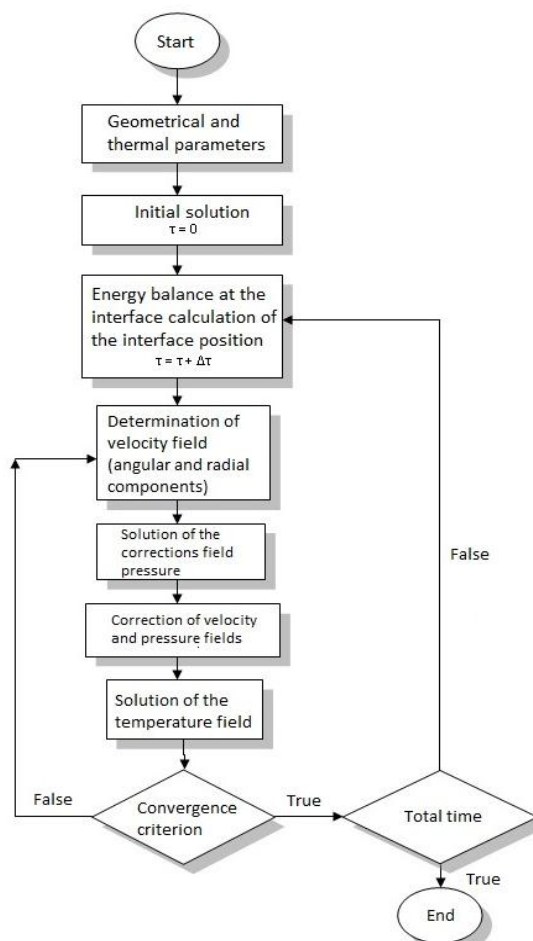 Start
Geometrical and
thermal parameters
Initial solution
τ = 0
Energy balance at the
interface calculation of
the interface position
τ = τ + Δτ
Determination of
velocity field
(angular and radial
components)
Solution of the
corrections field
pressure
Correction of velocity
and pressure fields
Solution of the
temperature field
Convergence
criterion
False
True
Total time
False
True
End